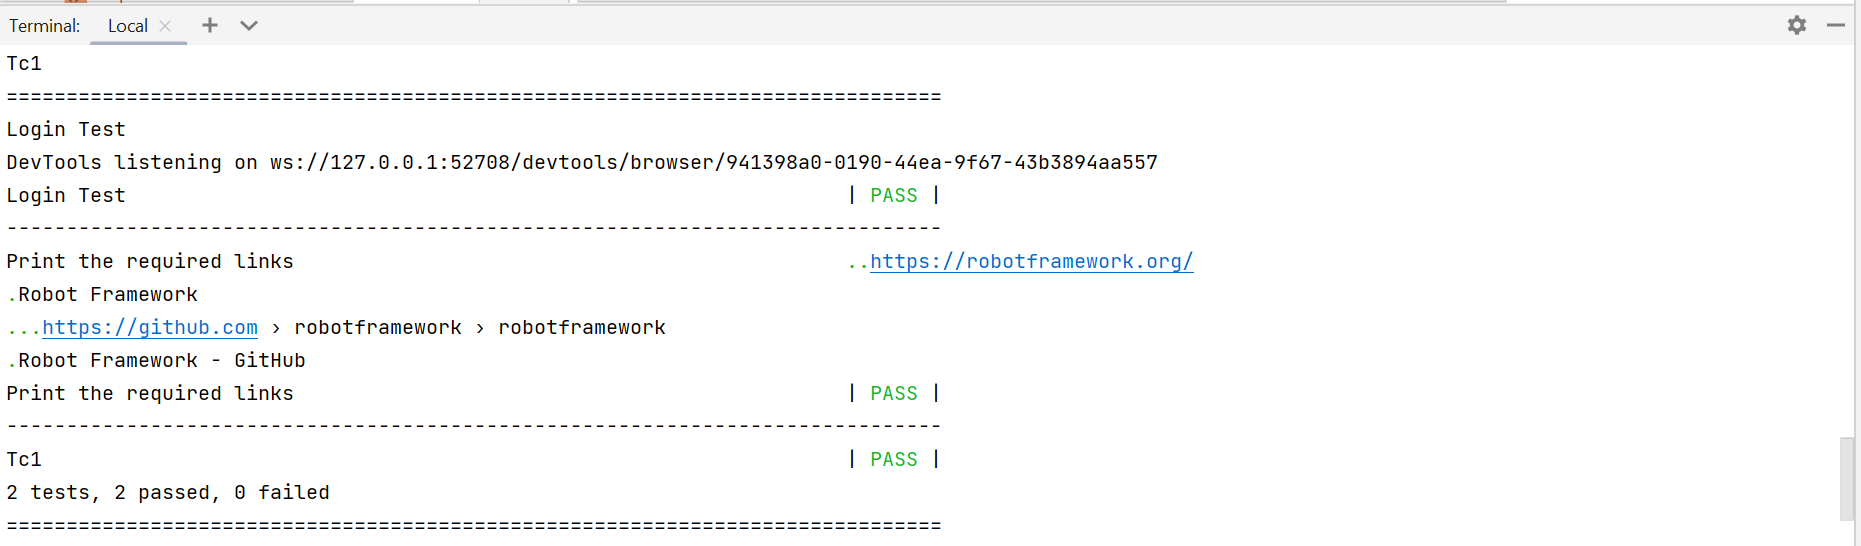 Terminal: Local × + ⌄
Tc1
==============================================================================
Login Test
DevTools listening on ws://127.0.0.1:52708/devtools/browser/941398a0-0190-44ea-9f67-43b3894aa557
Login Test                                                            | PASS |
------------------------------------------------------------------------------
Print the required links                                              ..https://robotframework.org/
.Robot Framework
...https://github.com › robotframework › robotframework
.Robot Framework - GitHub
Print the required links                                              | PASS |
------------------------------------------------------------------------------
Tc1                                                                   | PASS |
2 tests, 2 passed, 0 failed
==============================================================================